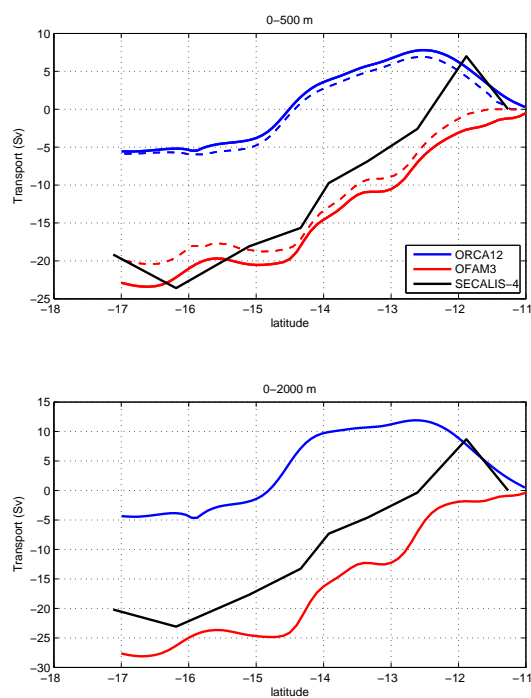 0−500 m
10
5
0
−5
−10
−15
−20
−25
Transport (Sv)
−18 −17 −16 −15 −14 −13 −12 −11
latitude
ORCA12
OFAM3
SECALIS−4
0−2000 m
15
10
5
0
−5
−10
−15
−20
−25
−30
Transport (Sv)
−18 −17 −16 −15 −14 −13 −12 −11
latitude